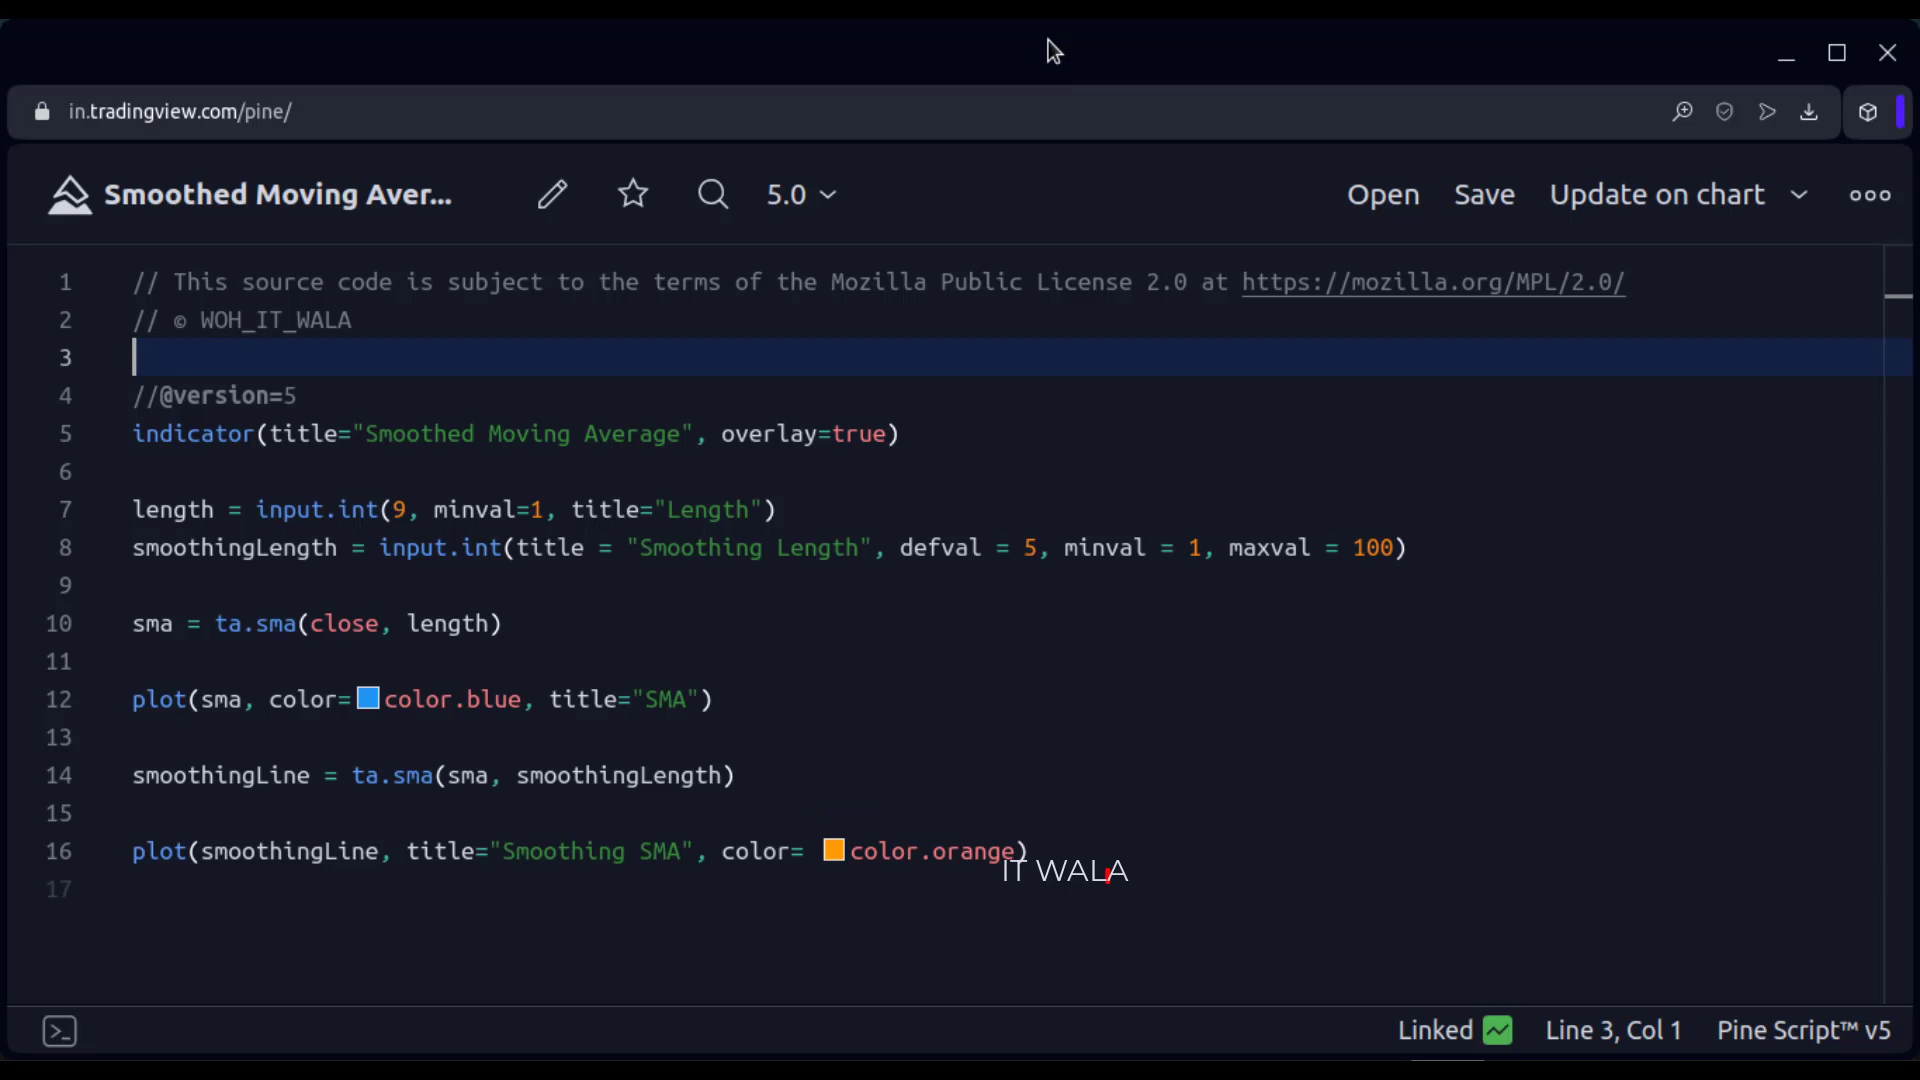 in.tradingview.com/pine/
Smoothed Moving Aver... 5.0 Open Save Update on chart
1 // This source code is subject to the terms of the Mozilla Public License 2.0 at https://mozilla.org/MPL/2.0/
2 // © WOH_IT_WALA
3
4 //@version=5
5 indicator(title="Smoothed Moving Average", overlay=true)
6
7 length = input.int(9, minval=1, title="Length")
8 smoothingLength = input.int(title = "Smoothing Length", defval = 5, minval = 1, maxval = 100)
9
10 sma = ta.sma(close, length)
11
12 plot(sma, color=color.blue, title="SMA")
13
14 smoothingLine = ta.sma(sma, smoothingLength)
15
16 plot(smoothingLine, title="Smoothing SMA", color= color.orange)
IT WALA
17
Linked Line 3, Col 1 Pine Script™ v5